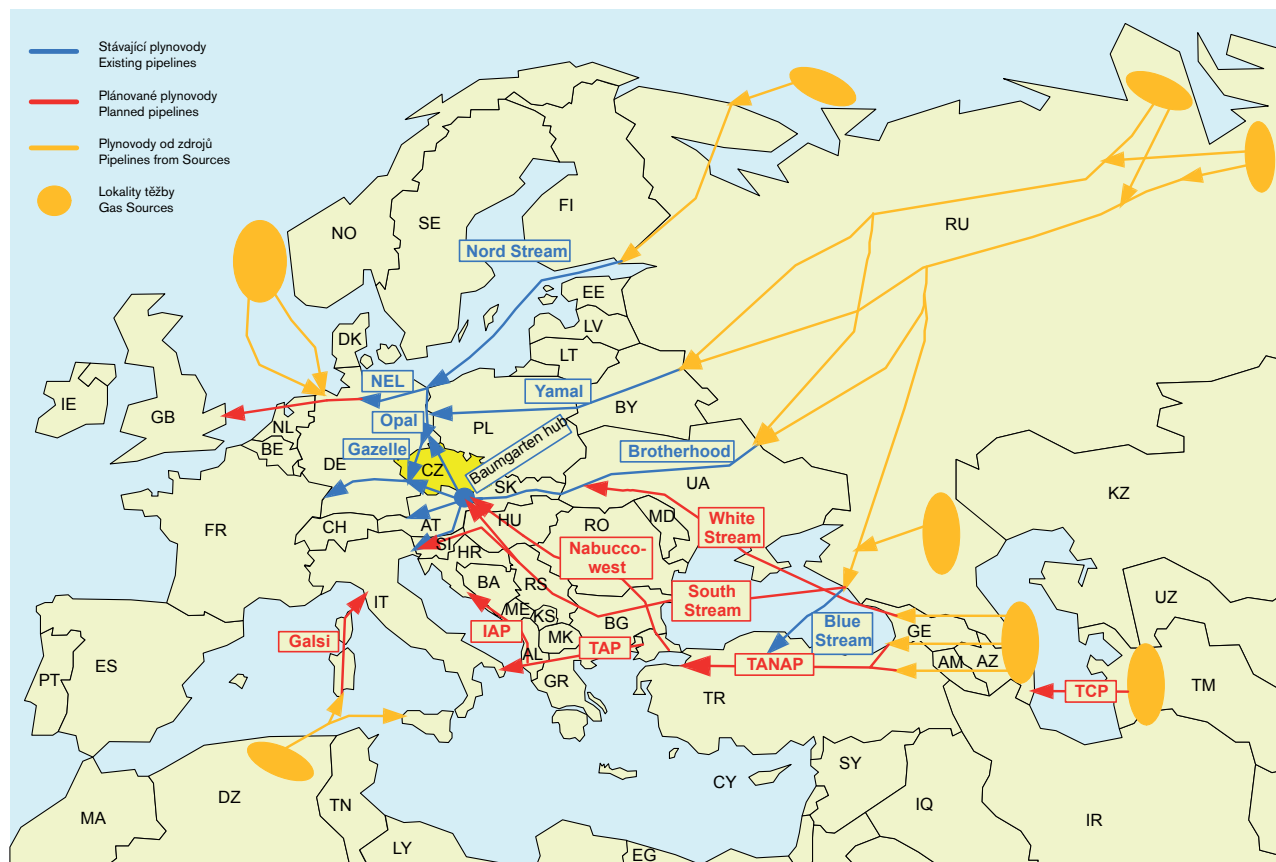 Stávající plynovody
Existing pipelines
Plánované plynovody
Planned pipelines
Plynovody od zdrojů
Pipelines from Sources
Lokality těžby
Gas Sources
NO
SE
FI
RU
Nord Stream
EE
LV
LT
DK
NEL
Yamal
BY
IE
GB
NL
BE
DE
Opal
PL
Gazelle
CZ
Baumgarten hub
Brotherhood
SK
UA
KZ
FR
CH
AT
HU
SI
HR
RO
MD
White
Stream
Nabucco-
west
BA
RS
South
Stream
IT
ME
KS
BG
Blue
Stream
GE
UZ
Galsi
IAP
MK
TAP
AL
TANAP
AM
AZ
TCP
TM
PT
ES
GR
TR
MA
DZ
TN
LY
CY
SY
IQ
IR
EG